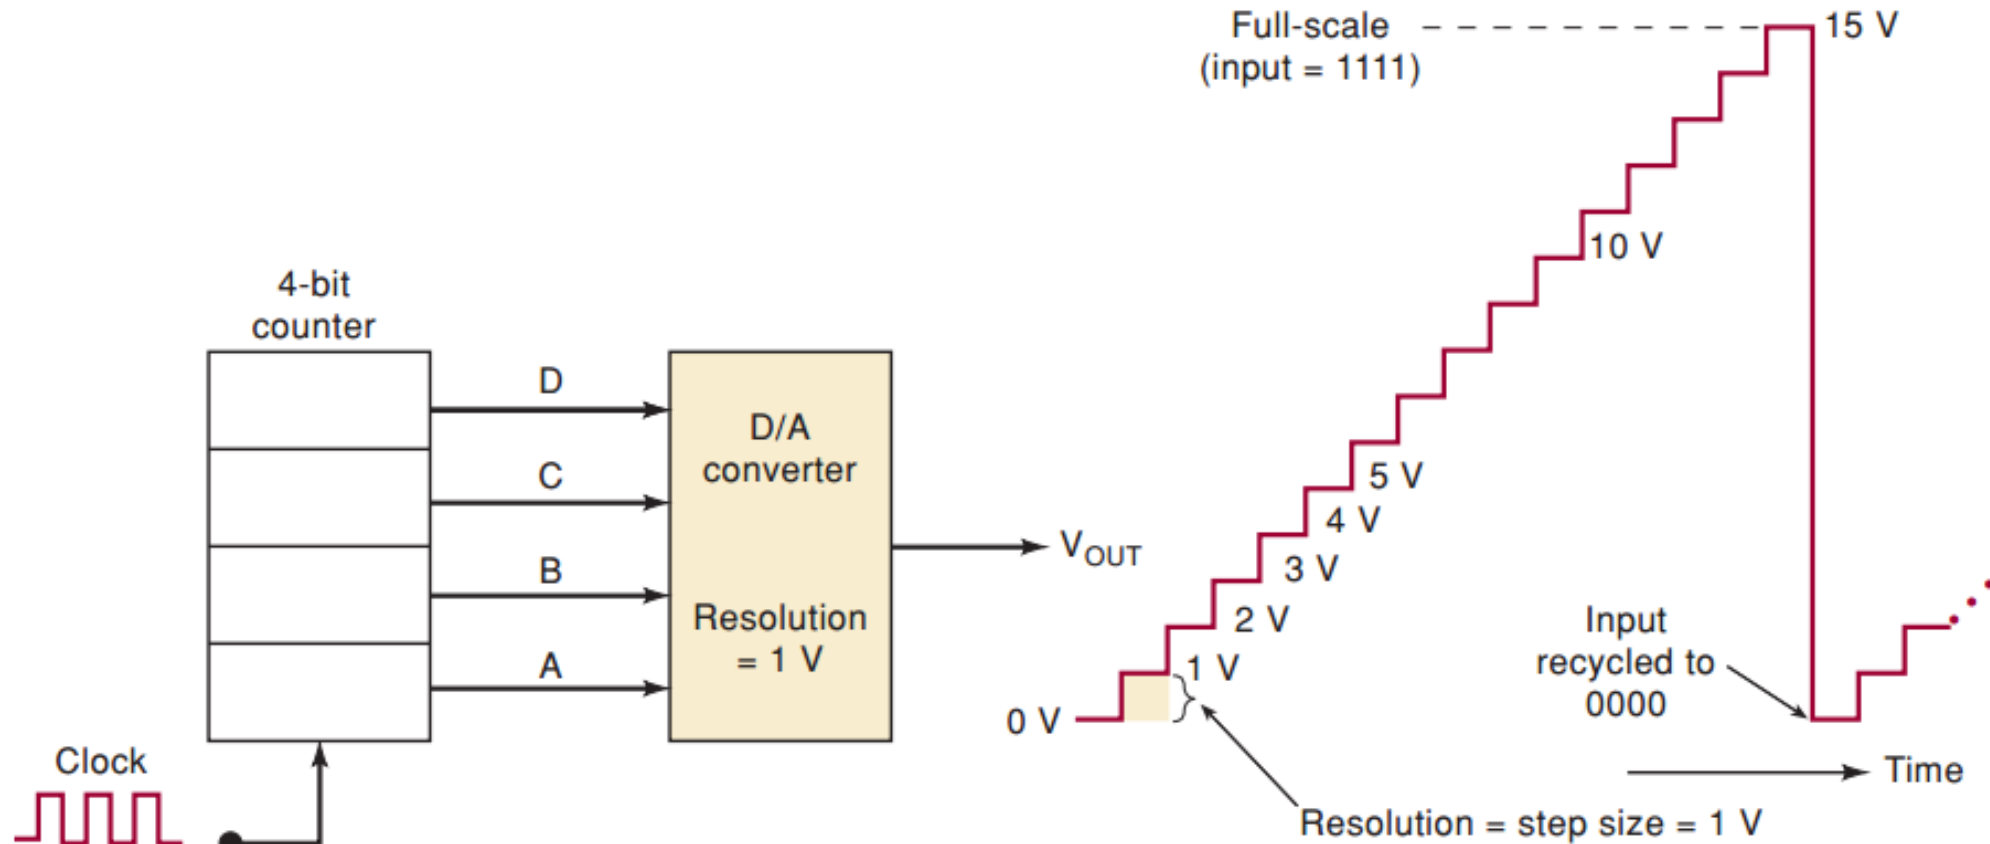 Full-scale
(input = 1111)
15 V
10 V
4-bit
counter
D
C
B
A
D/A
converter
Resolution
= 1 V
V_OUT
5 V
4 V
3 V
2 V
1 V
0 V
Input
recycled to
0000
Clock
Time
Resolution = step size = 1 V